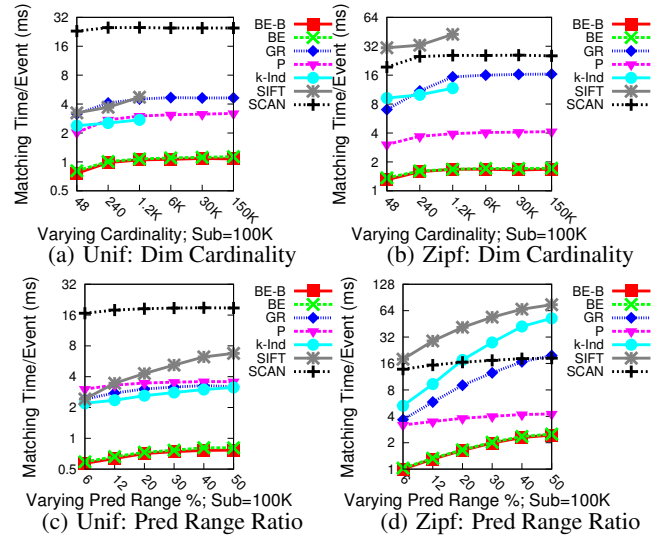 Matching Time/Event (ms)
32
16
8
4
2
1
0.5
48
240
1.2K
6K
30K
150K
Varying Cardinality; Sub=100K
BE-B
BE
GR
P
k-Ind
SIFT
SCAN
(a) Unif: Dim Cardinality
Matching Time/Event (ms)
64
32
16
8
4
2
1
48
240
1.2K
6K
30K
150K
Varying Cardinality; Sub=100K
BE-B
BE
GR
P
k-Ind
SIFT
SCAN
(b) Zipf: Dim Cardinality
Matching Time/Event (ms)
32
16
8
4
2
1
0.5
6
12
20
30
40
50
Varying Pred Range %; Sub=100K
BE-B
BE
GR
P
k-Ind
SIFT
SCAN
(c) Unif: Pred Range Ratio
Matching Time/Event (ms)
128
64
32
16
8
4
2
1
6
12
20
30
40
50
Varying Pred Range %; Sub=100K
BE-B
BE
GR
P
k-Ind
SIFT
SCAN
(d) Zipf: Pred Range Ratio